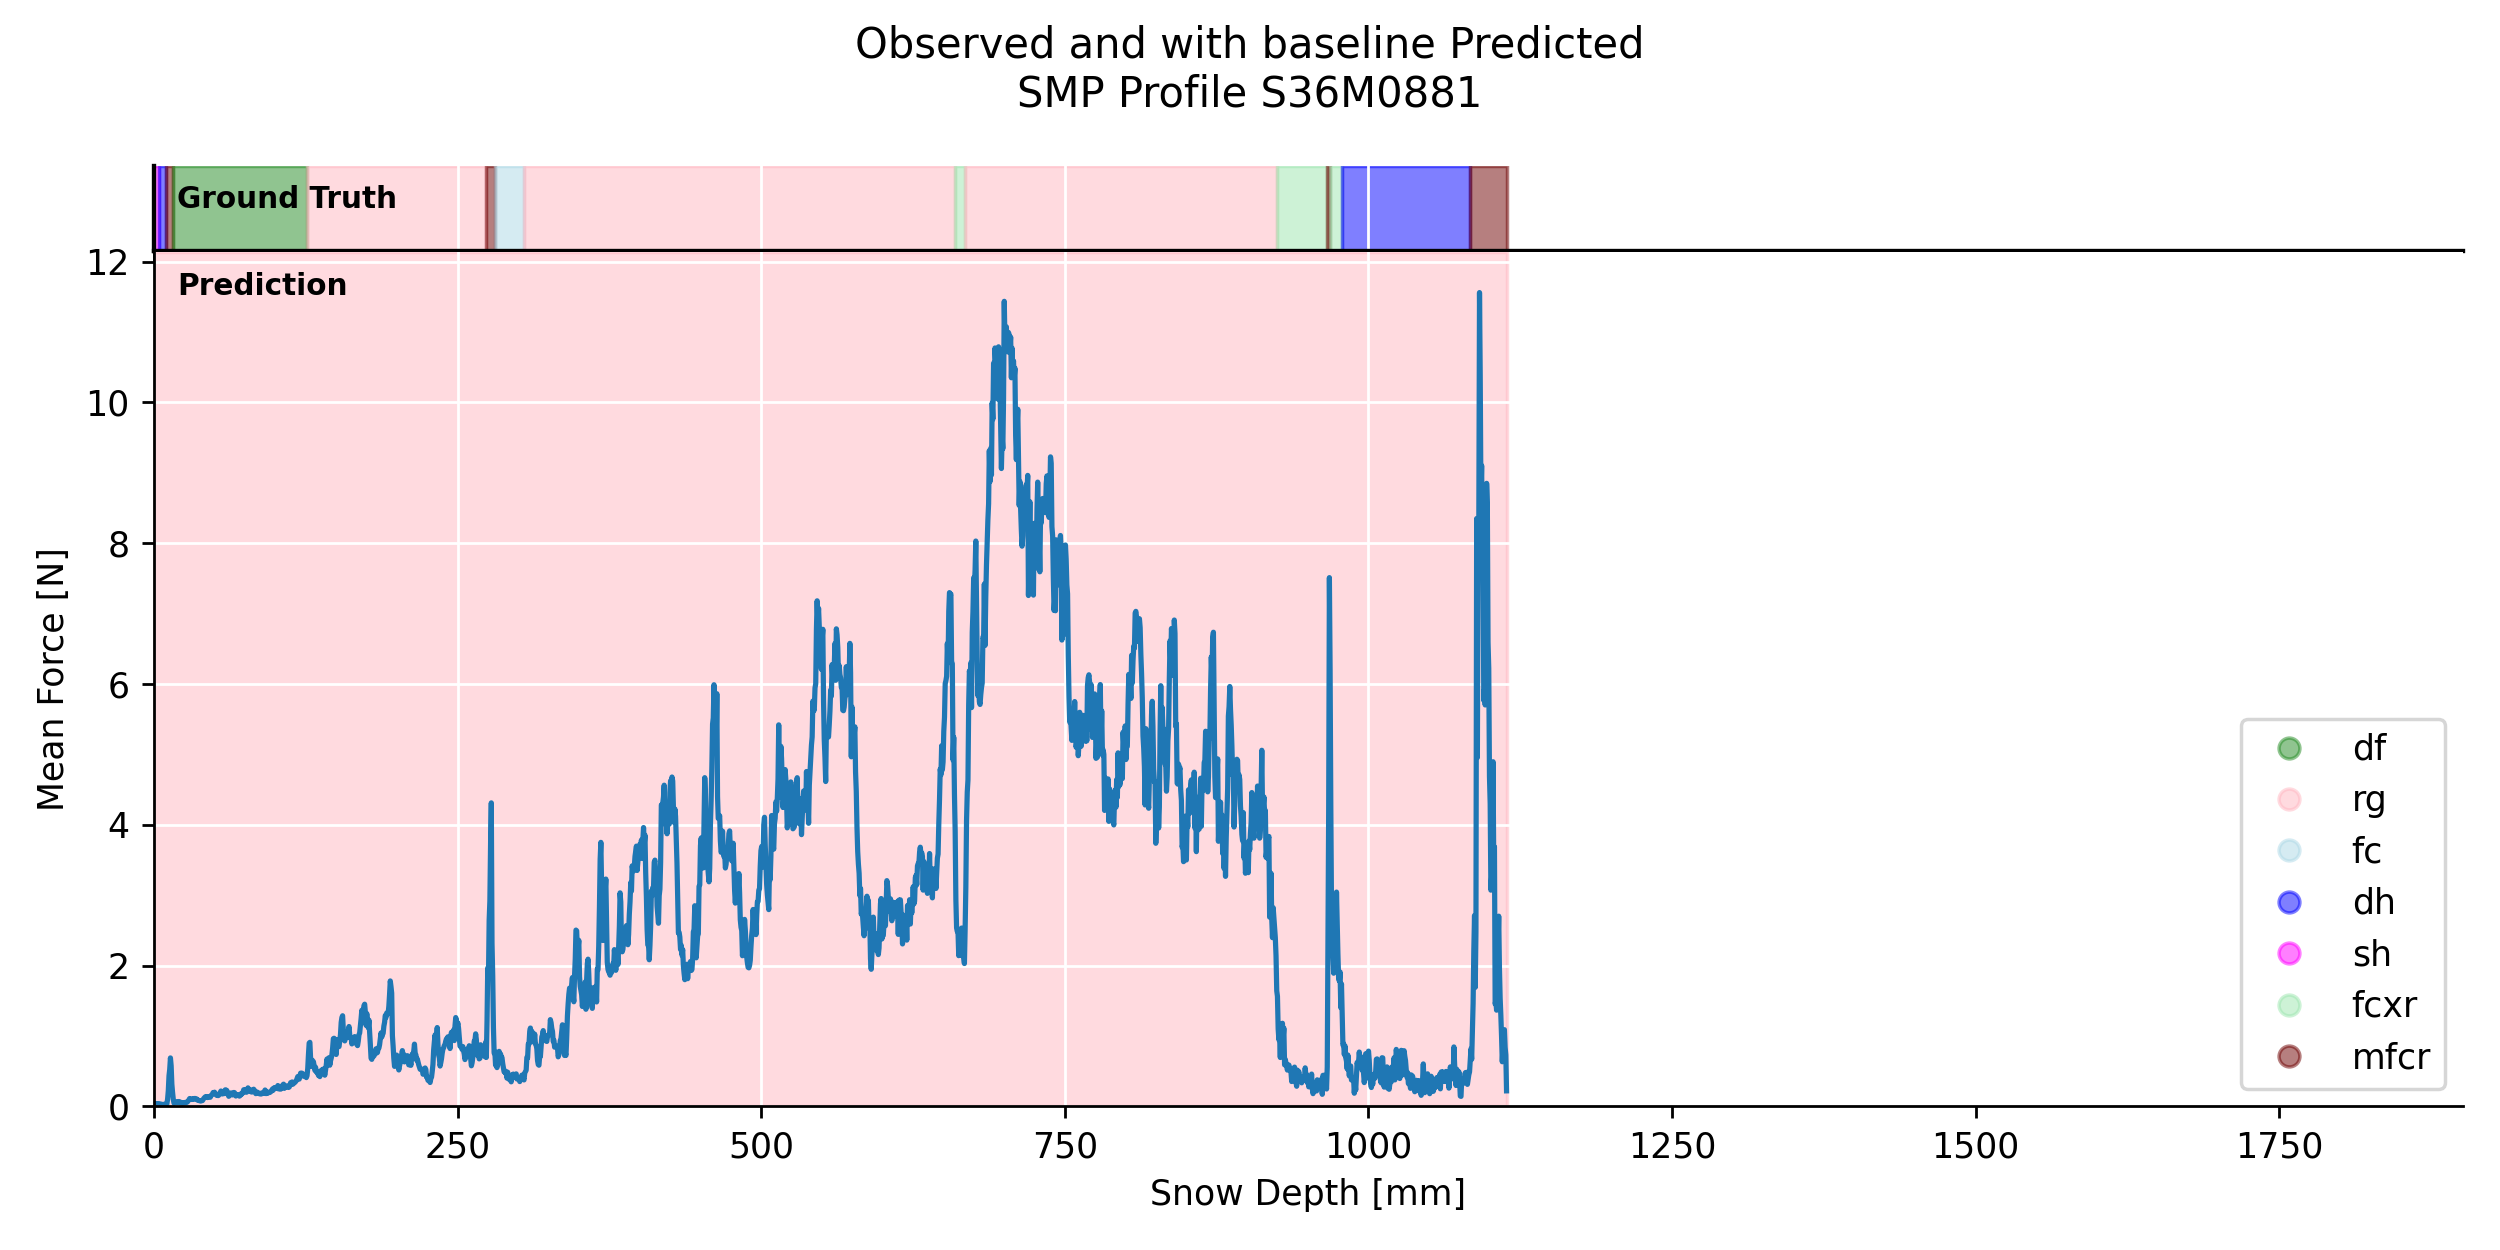 Observed and with baseline Predicted
SMP Profile S36M0881
Ground Truth
Prediction
12
10
8
6
4
2
0
Mean Force [N]
0 250 500 750 1000 1250 1500 1750
Snow Depth [mm]
df
rg
fc
dh
sh
fcxr
mfcr